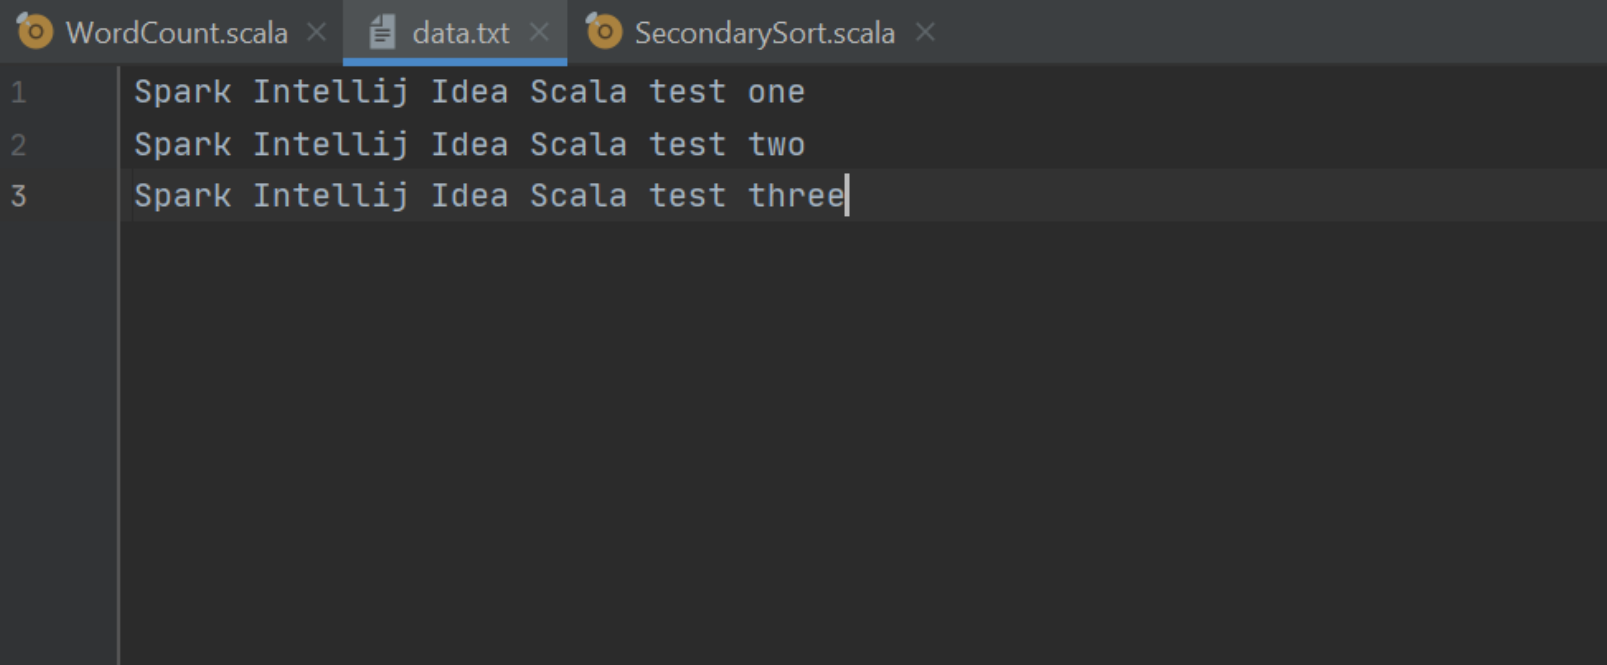 WordCount.scala data.txt SecondarySort.scala
1 Spark Intellij Idea Scala test one
2 Spark Intellij Idea Scala test two
3 Spark Intellij Idea Scala test three